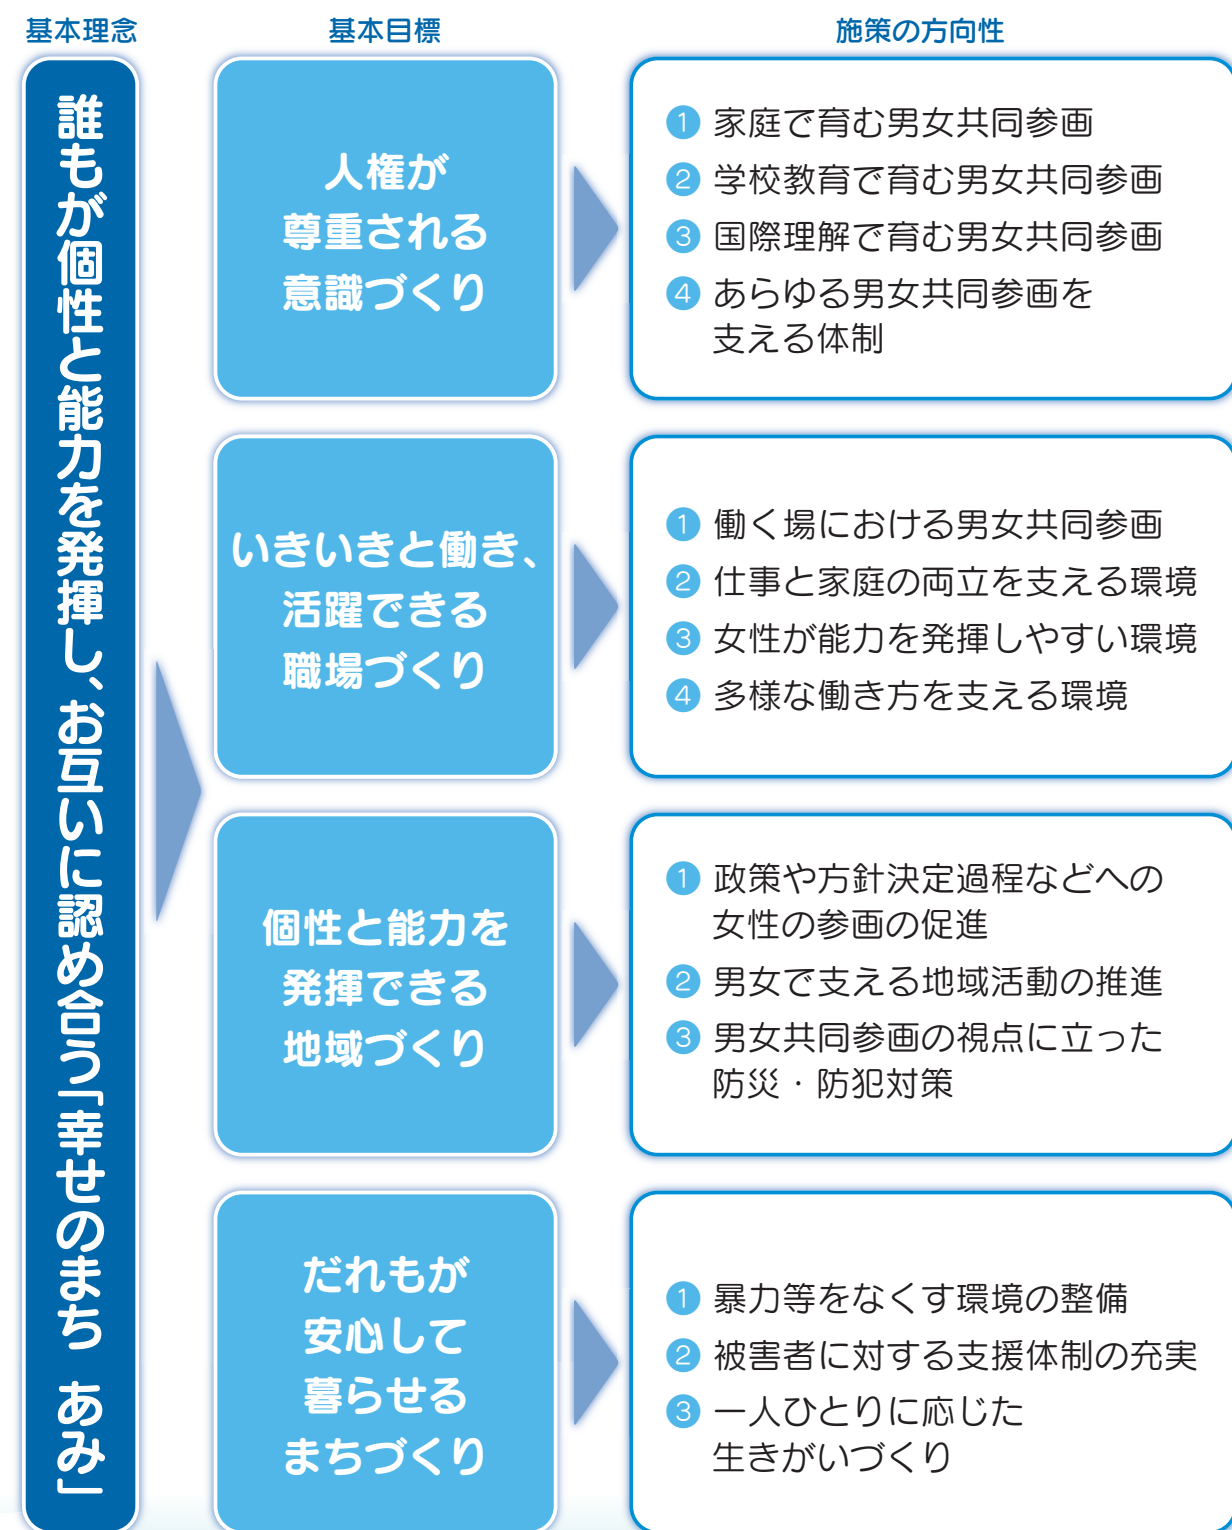 基本理念
基本目標
施策の方向性
誰もが個性と能力を発揮し、お互いに認め合う「幸せのまち あみ」
人権が
尊重される
意識づくり
1 家庭で育む男女共同参画
2 学校教育で育む男女共同参画
3 国際理解で育む男女共同参画
4 あらゆる男女共同参画を
支える体制
いきいきと働き、
活躍できる
職場づくり
1 働く場における男女共同参画
2 仕事と家庭の両立を支える環境
3 女性が能力を発揮しやすい環境
4 多様な働き方を支える環境
個性と能力を
発揮できる
地域づくり
1 政策や方針決定過程などへの
女性の参画の促進
2 男女で支える地域活動の推進
3 男女共同参画の視点に立った
防災・防犯対策
だれもが
安心して
暮らせる
まちづくり
1 暴力等をなくす環境の整備
2 被害者に対する支援体制の充実
3 一人ひとりに応じた
生きがいづくり